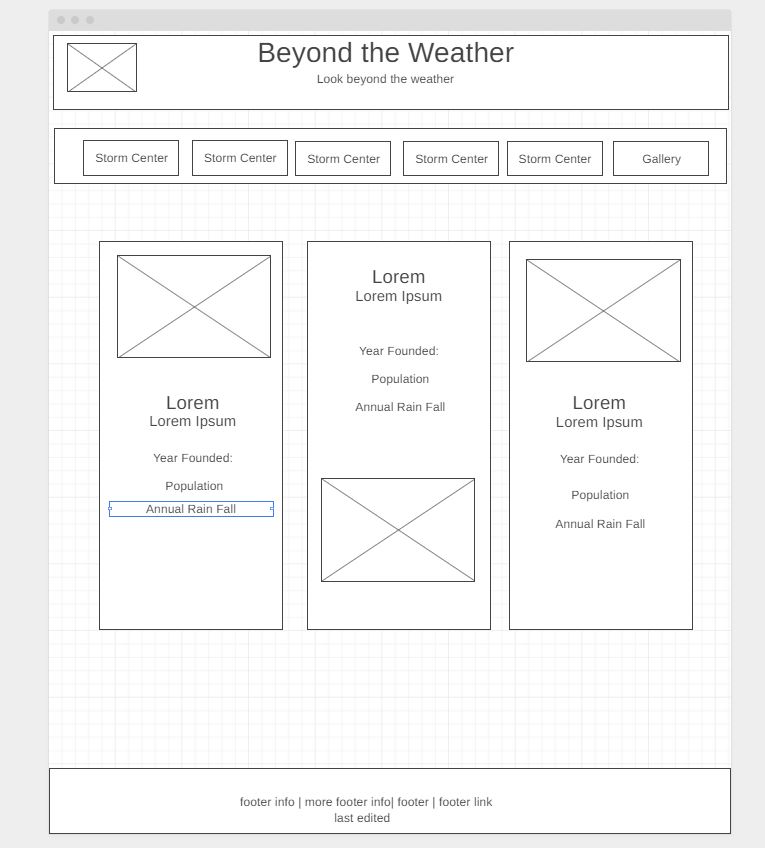 Beyond the Weather
Look beyond the weather
Storm Center
Storm Center
Storm Center
Storm Center
Storm Center
Gallery
Lorem
Lorem Ipsum
Year Founded:
Population
Annual Rain Fall
Lorem
Lorem Ipsum
Year Founded:
Population
Annual Rain Fall
Lorem
Lorem Ipsum
Year Founded:
Population
Annual Rain Fall
footer info | more footer info| footer | footer link
last edited